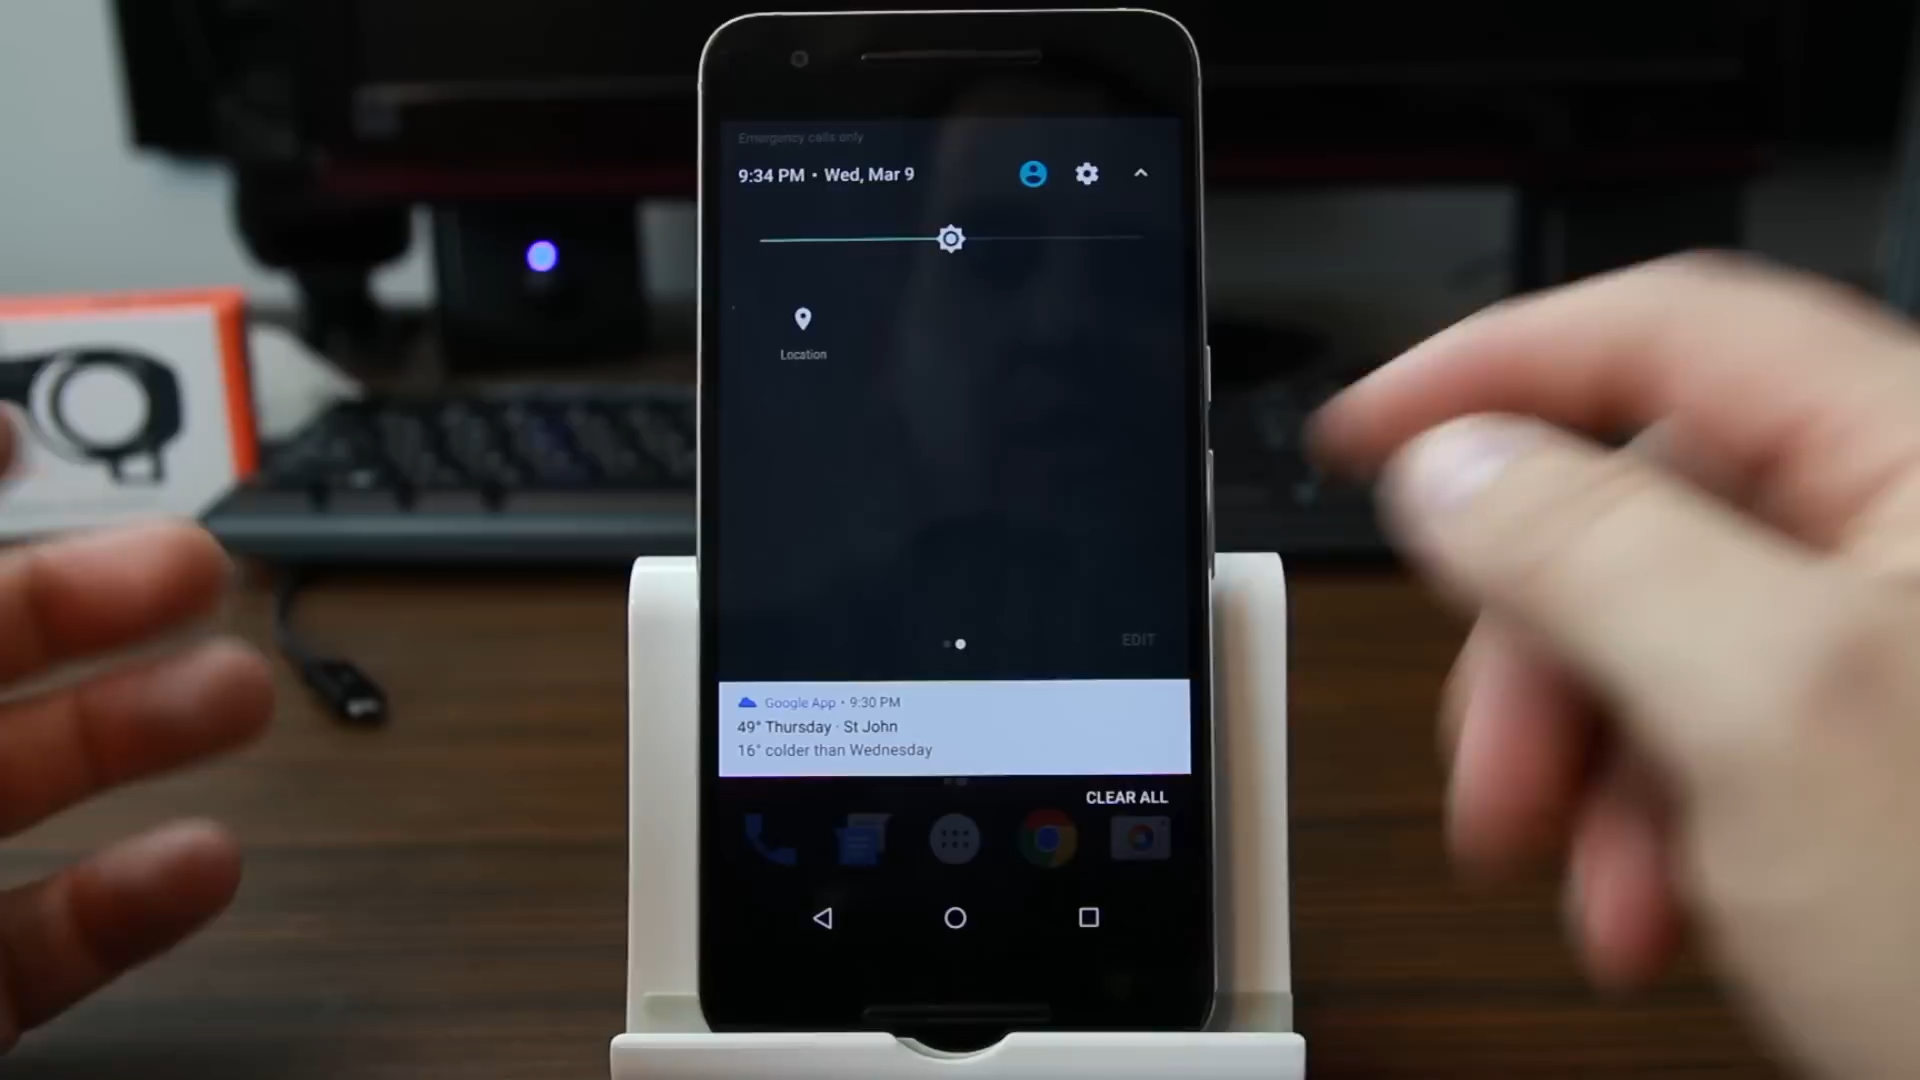 Emergency calls only
9:34 PM • Wed, Mar 9
Location
EDIT
Google App • 9:30 PM
49° Thursday · St John
16° colder than Wednesday
CLEAR ALL